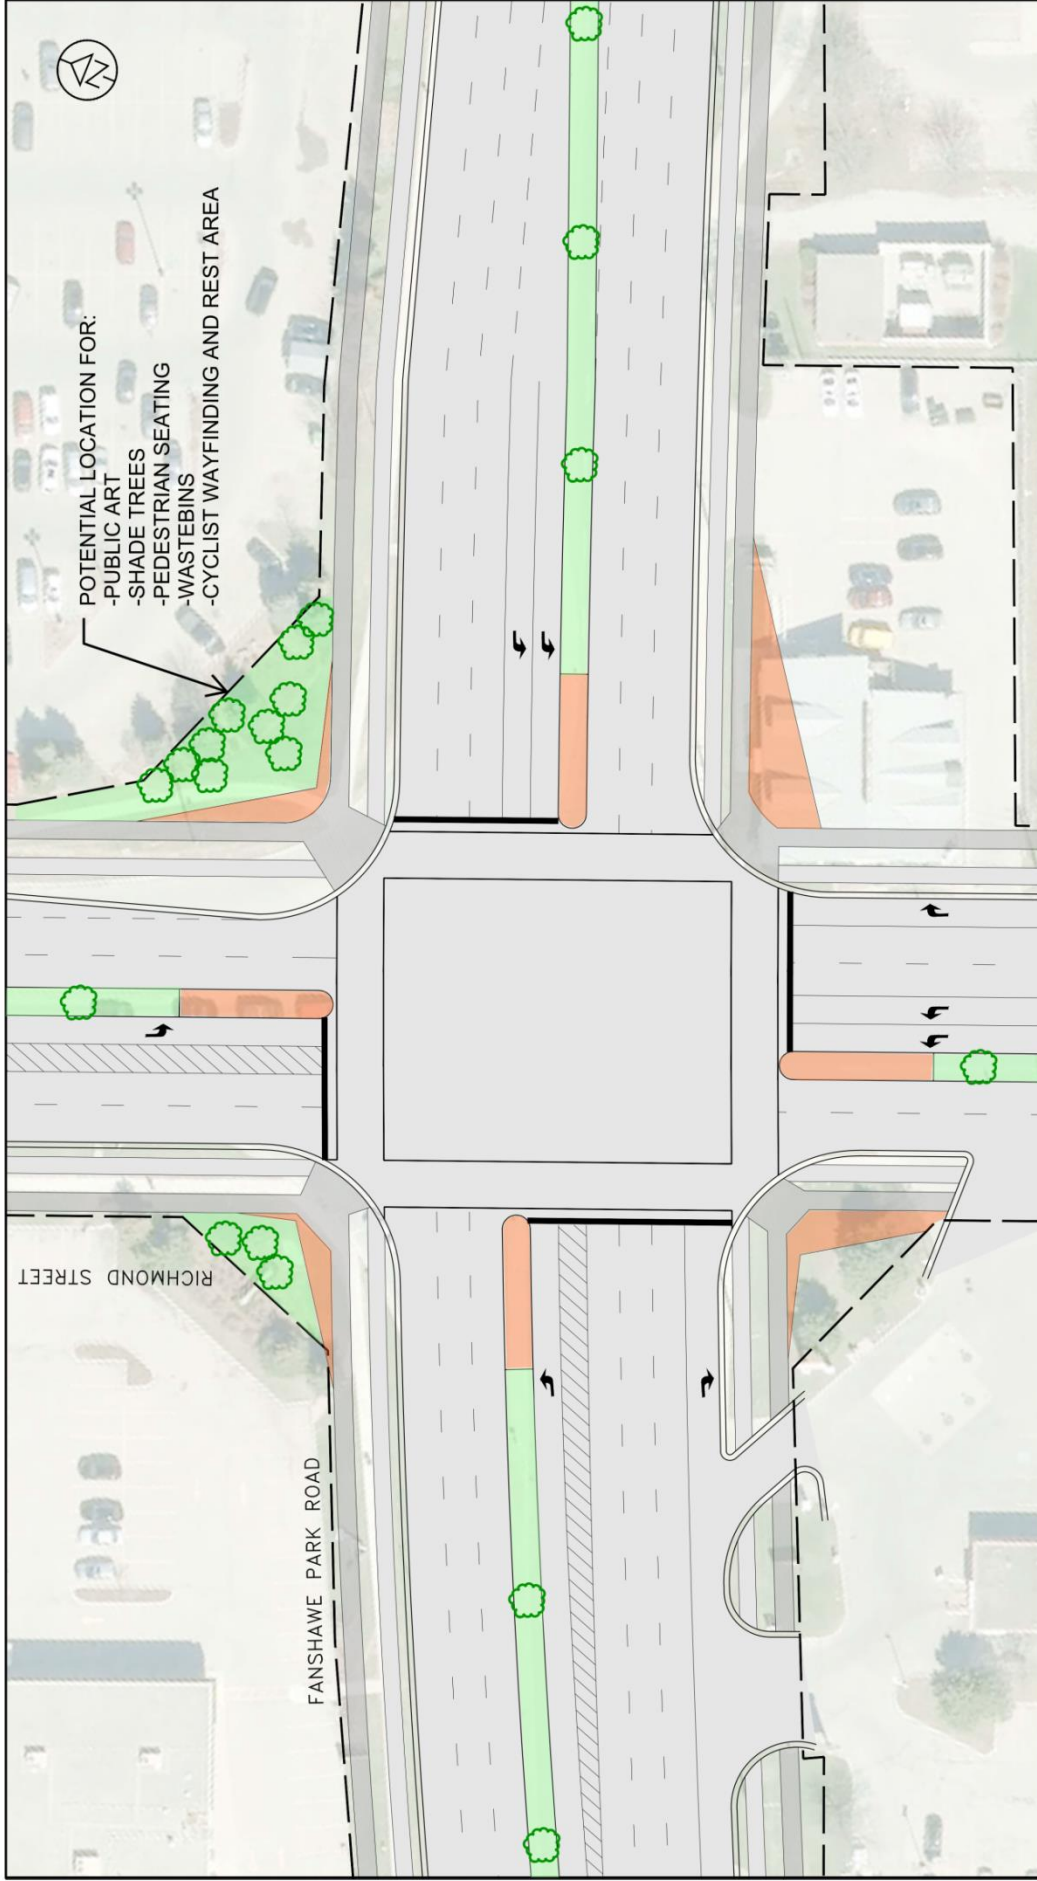 POTENTIAL LOCATION FOR:
-PUBLIC ART
-SHADE TREES
-PEDESTRIAN SEATING
-WASTEBINS
-CYCLIST WAYFINDING AND REST AREA
RICHMOND STREET
FANSHAWE PARK ROAD